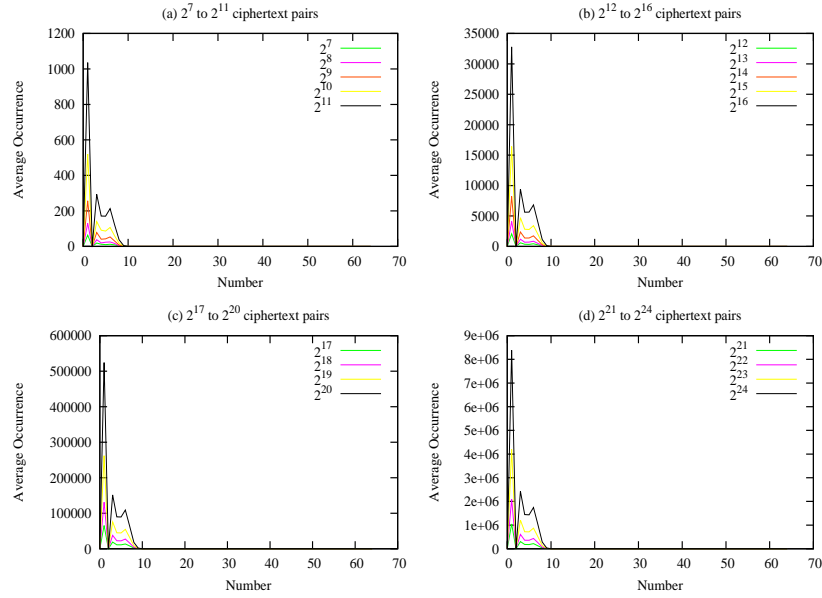 (a) 2^7 to 2^11 ciphertext pairs
1200
1000
800
600
400
200
0
Average Occurrence
2^7
2^8
2^9
2^10
2^11
0 10 20 30 40 50 60 70
Number
(b) 2^12 to 2^16 ciphertext pairs
35000
30000
25000
20000
15000
10000
5000
0
Average Occurrence
2^12
2^13
2^14
2^15
2^16
0 10 20 30 40 50 60 70
Number
(c) 2^17 to 2^20 ciphertext pairs
600000
500000
400000
300000
200000
100000
0
Average Occurrence
2^17
2^18
2^19
2^20
0 10 20 30 40 50 60 70
Number
(d) 2^21 to 2^24 ciphertext pairs
9e+06
8e+06
7e+06
6e+06
5e+06
4e+06
3e+06
2e+06
1e+06
0
Average Occurrence
2^21
2^22
2^23
2^24
0 10 20 30 40 50 60 70
Number